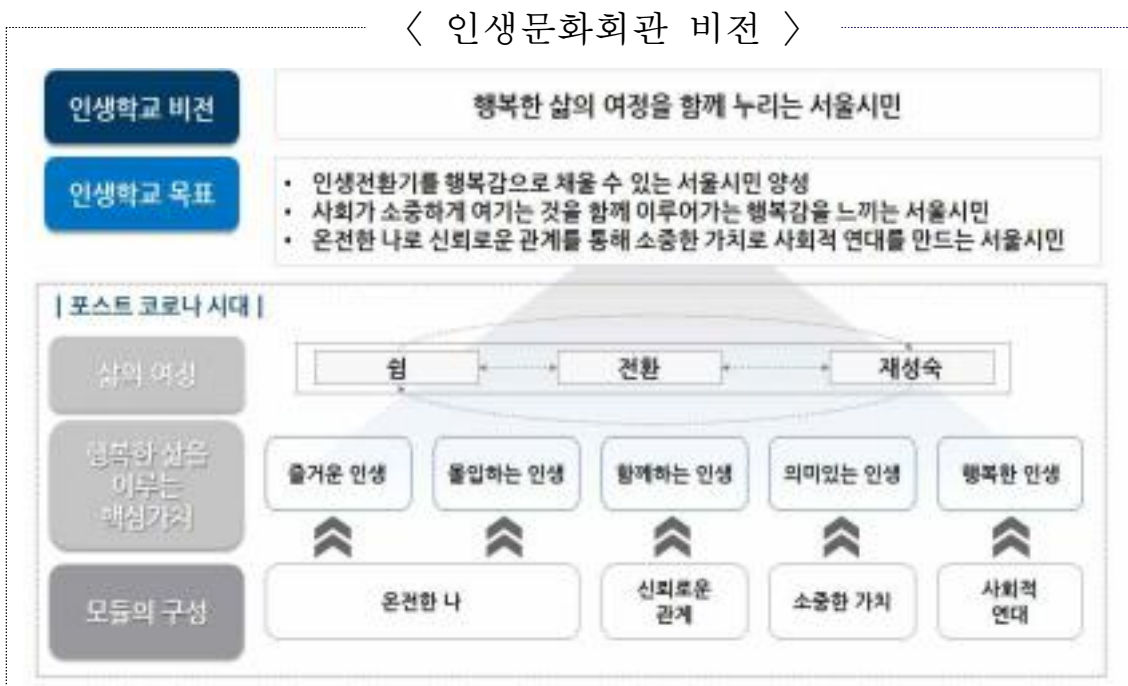 〈 인생문화회관 비전 〉
인생학교 비전
행복한 삶의 여정을 함께 누리는 서울시민
인생학교 목표
• 인생전환기를 행복감으로 채울 수 있는 서울시민 양성
• 사회가 소중하게 여기는 것을 함께 이루어가는 행복감을 느끼는 서울시민
• 온전한 나로 신뢰로운 관계를 통해 소중한 가치로 사회적 연대를 만드는 서울시민
| 포스트 코로나 시대 |
삶의 여정
쉼
전환
재성숙
행복한 삶을
이루는
핵심가치
즐거운 인생
몰입하는 인생
함께하는 인생
의미있는 인생
행복한 인생
모듈의 구성
온전한 나
신뢰로운
관계
소중한 가치
사회적
연대